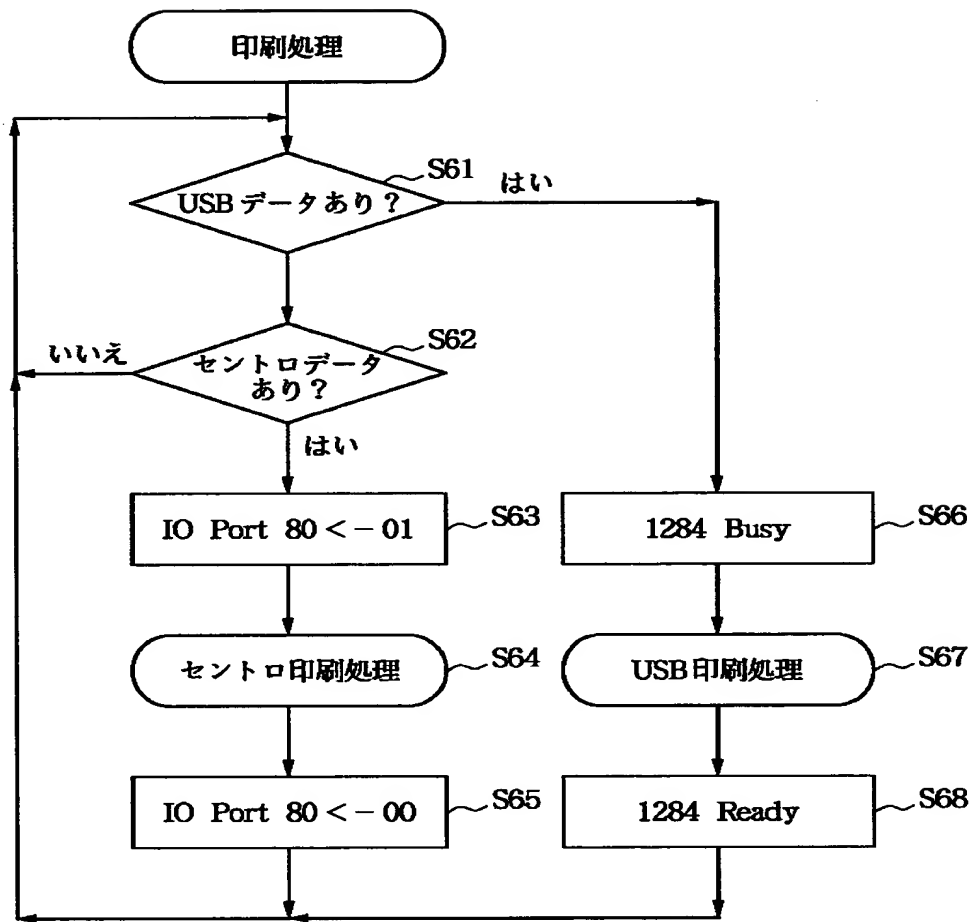 印刷処理
S61
USBデータあり?
はい
S62
いいえ
セントロデータ
あり?
はい
IO Port 80 <- 01
S63
1284 Busy
S66
セントロ印刷処理
S64
USB印刷処理
S67
IO Port 80 <- 00
S65
1284 Ready
S68